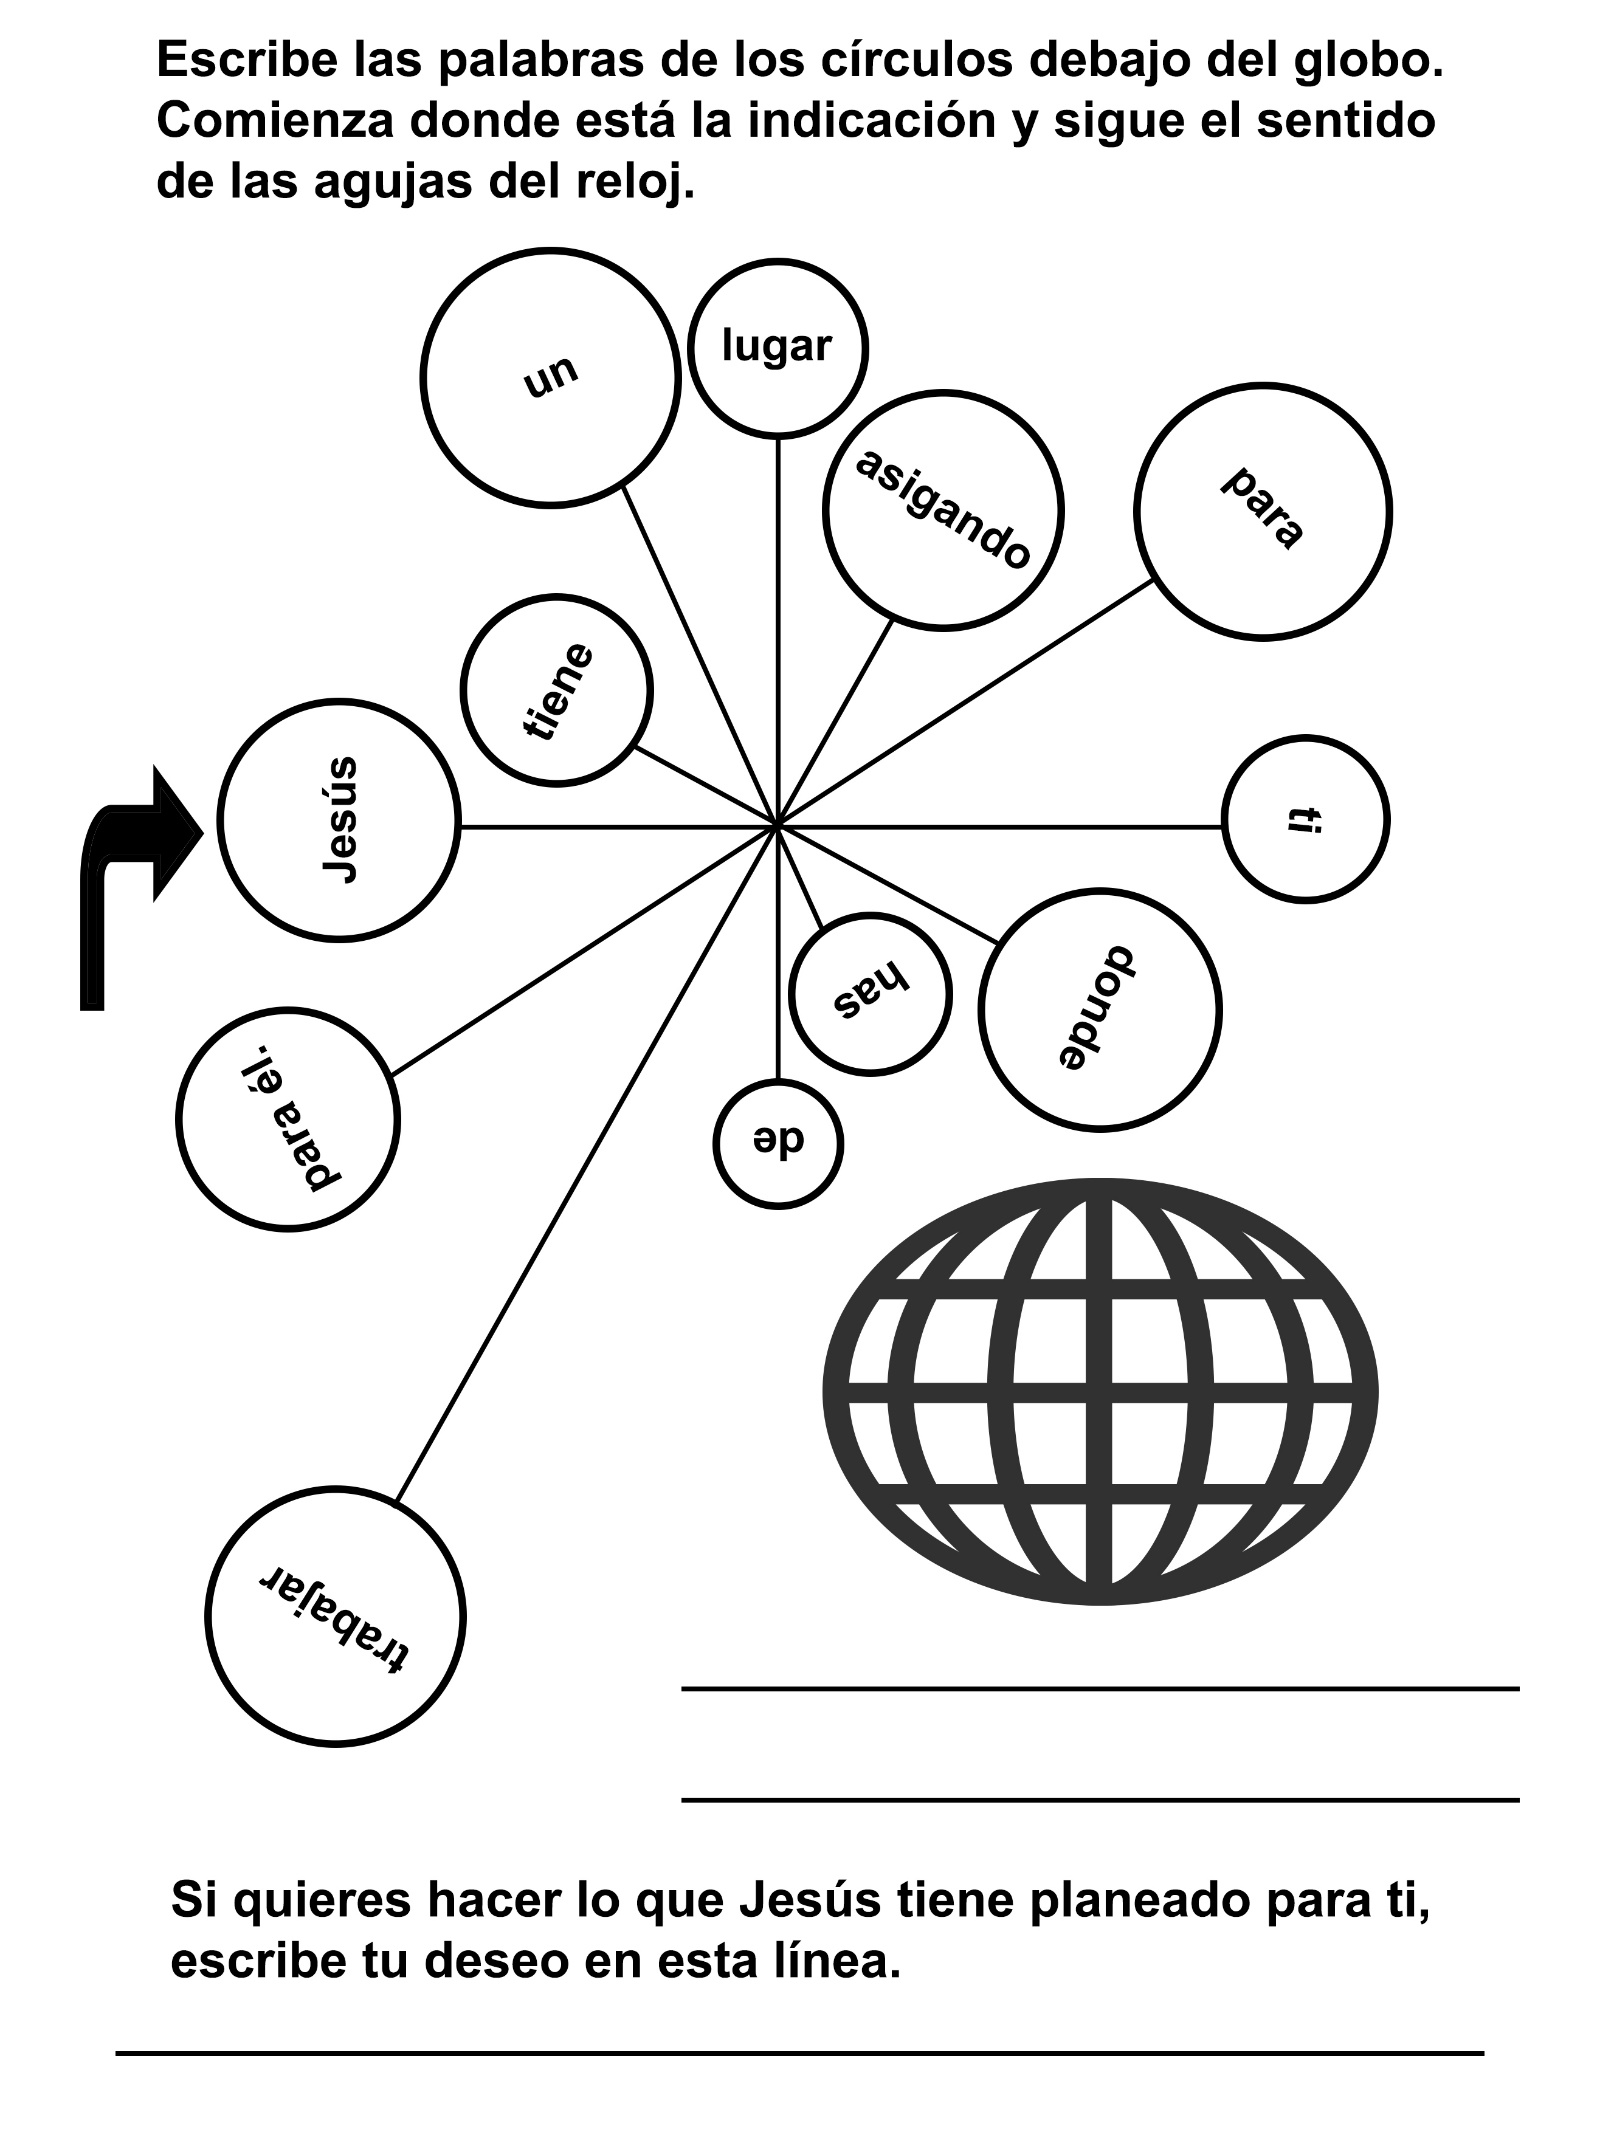 Escribe las palabras de los círculos debajo del globo.
Comienza donde está la indicación y sigue el sentido
de las agujas del reloj.
Jesús
tiene
un
lugar
asigando
para
ti
donde
has
de
trabajar
para él.
Si quieres hacer lo que Jesús tiene planeado para ti,
escribe tu deseo en esta línea.